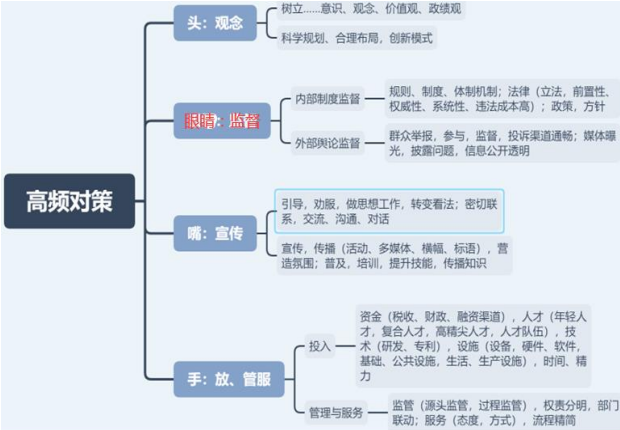 高频对策
头：观念
树立……意识、观念、价值观、政绩观
科学规划、合理布局，创新模式
眼睛：监督
内部制度监督
规则、制度、体制机制；法律（立法，前置性、
权威性、系统性、违法成本高）；政策，方针
外部舆论监督
群众举报，参与，监督，投诉渠道通畅；媒体曝
光，披露问题，信息公开透明
嘴：宣传
引导，劝服，做思想工作，转变看法；密切联
系，交流、沟通、对话
宣传，传播（活动、多媒体、横幅、标语），营
造氛围；普及，培训，提升技能，传播知识
手：放、管服
投入
资金（税收、财政、融资渠道），人才（年轻人
才，复合人才，高精尖人才，人才队伍），技
术（研发、专利），设施（设备，硬件、软件，
基础、公共设施，生活、生产设施），时间、精
力
管理与服务
监管（源头监管，过程监管），权责分明，部门
联动；服务（态度，方式），流程精简